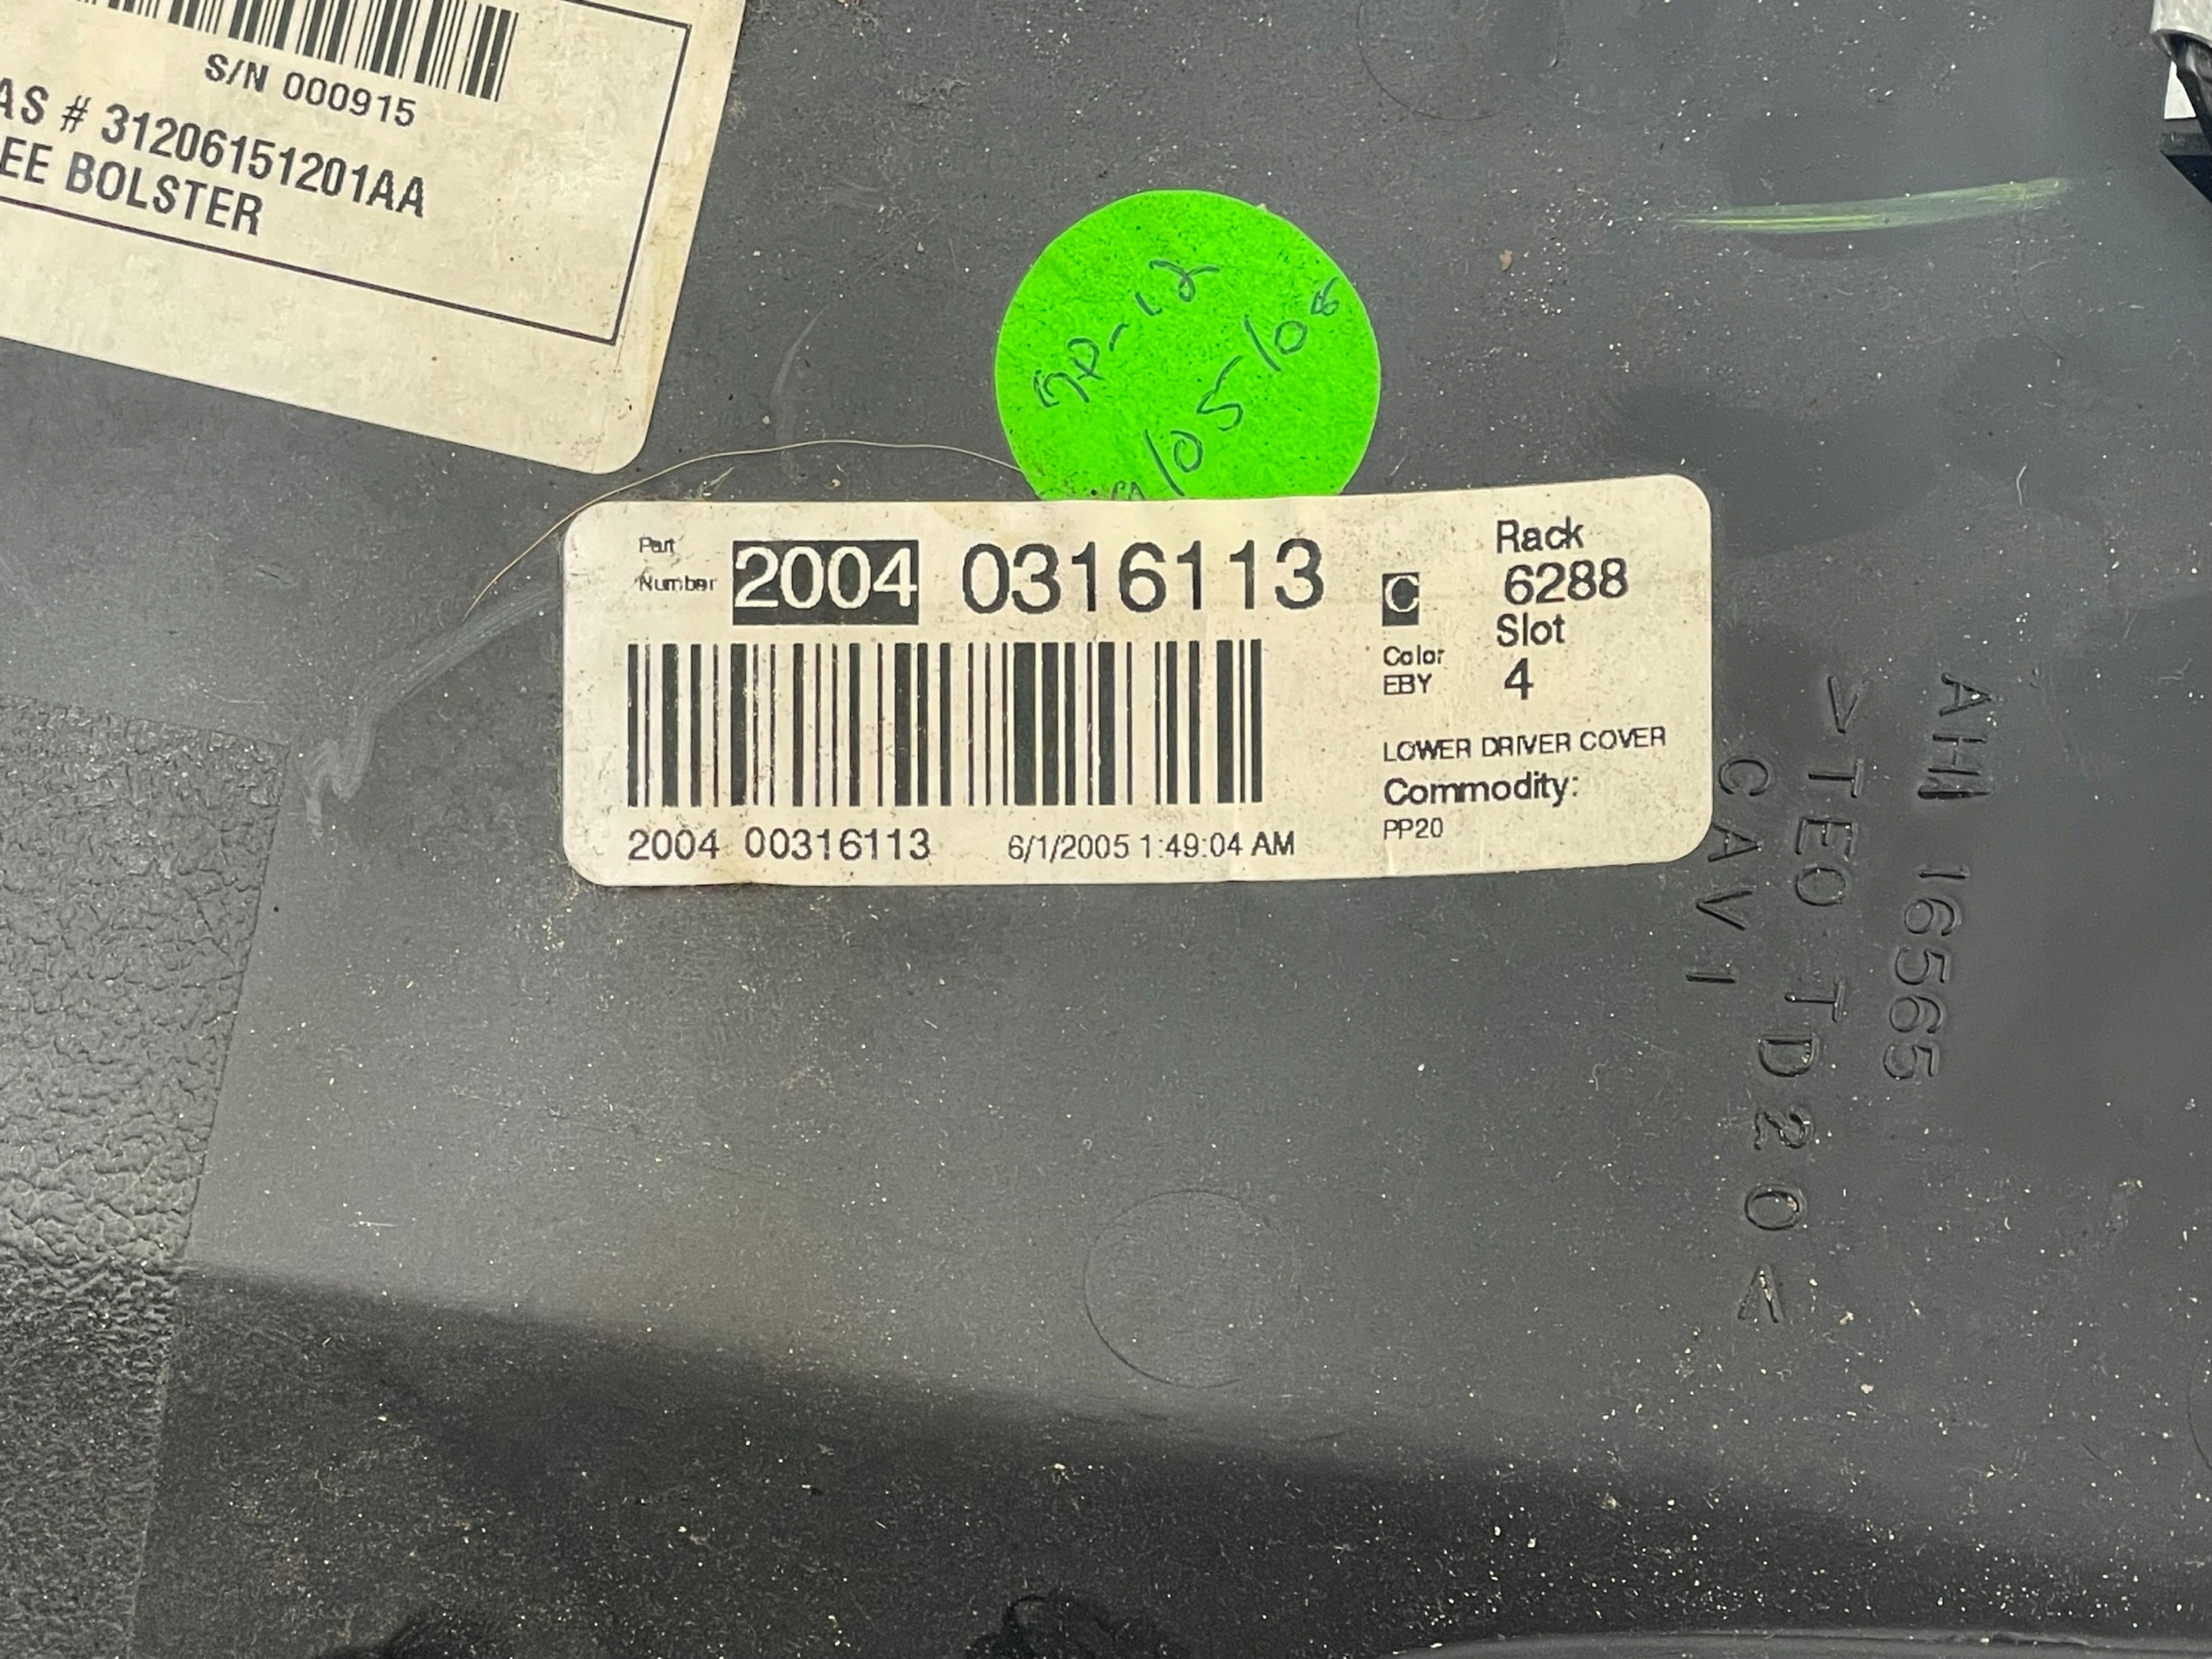 S/N 000915
AS # 31206151201AA
EE BOLSTER
Part
Number
2004 0316113
C
Color
EBY
Rack
6288
Slot
4
LOWER DRIVER COVER
Commodity:
PP20
2004 00316113
6/1/2005 1:49:04 AM
AHI 16565
>TEO TD20<
CAV 1